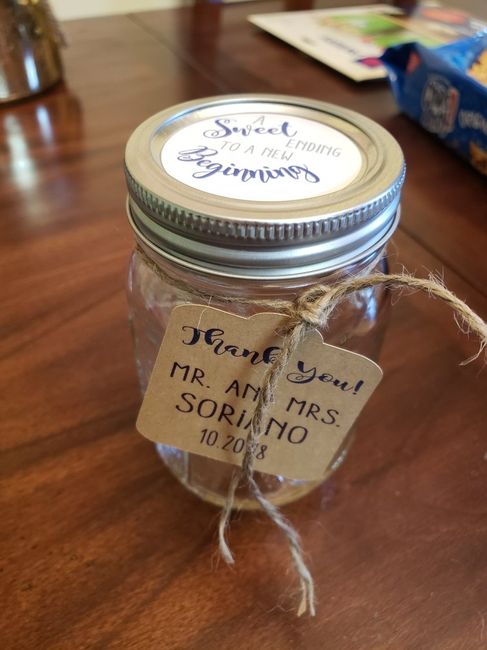 A
Sweet ENDING
TO A NEW
Beginning
Thank You!
MR. AND MRS.
SORIANO